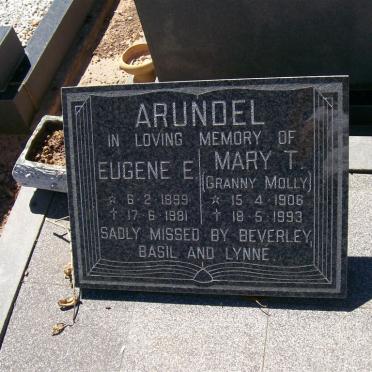 ARUNDEL
IN LOVING MEMORY OF
EUGENE E. MARY T.
(GRANNY MOLLY)
* 6-2-1899 * 15-4-1906
† 17-6-1981 † 18-5-1993
SADLY MISSED BY BEVERLEY,
BASIL AND LYNNE